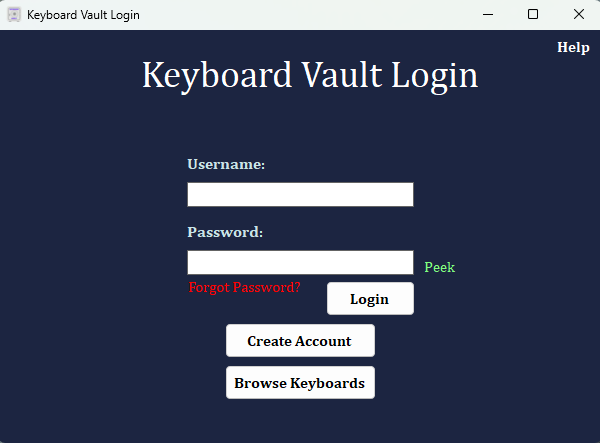 Keyboard Vault Login
Help
Keyboard Vault Login
Username:
Password:
Peek
Forgot Password?
Login
Create Account
Browse Keyboards